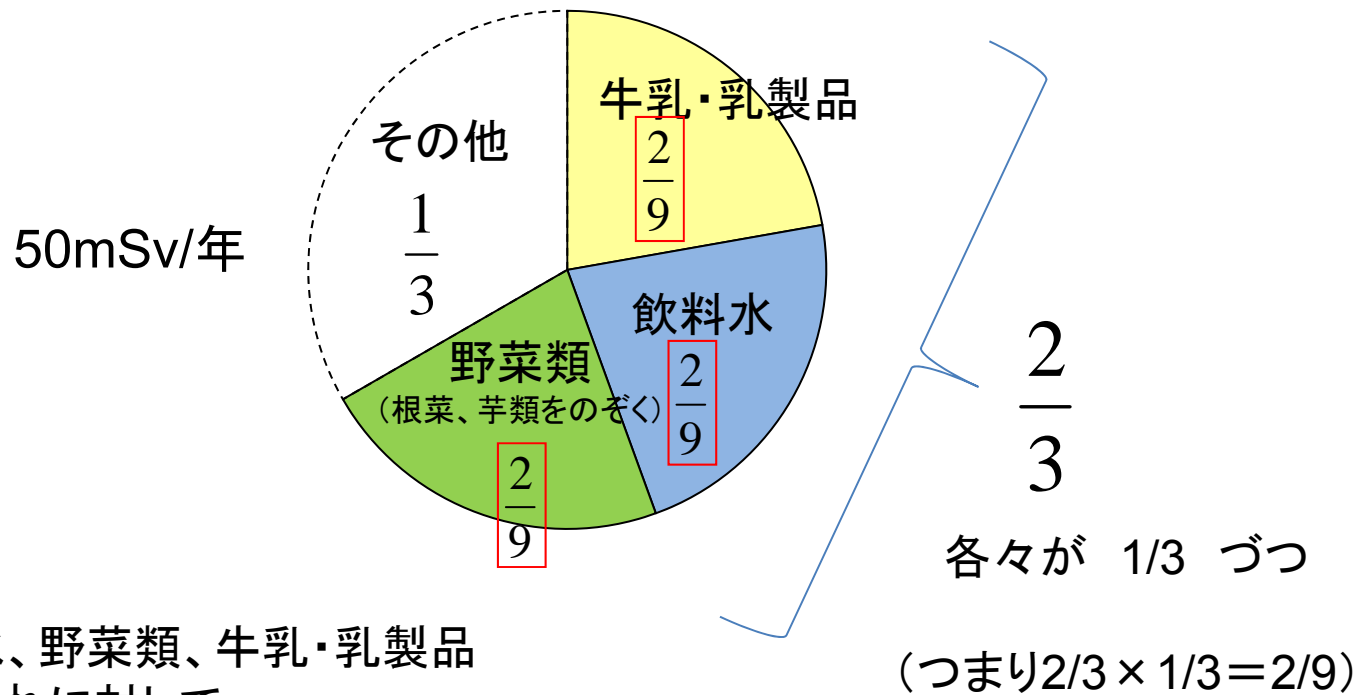 牛乳・乳製品
2/9
その他
1/3
50mSv/年
飲料水
2/9
野菜類
（根菜、芋類をのぞく）
2/9
2/3
各々が 1/3 づつ
、野菜類、牛乳・乳製品
（つまり2/3×1/3＝2/9）